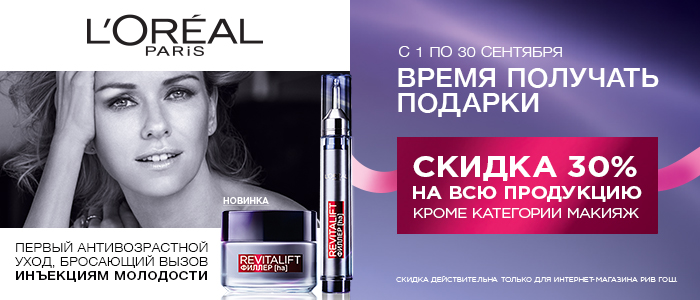 L'ORÉAL
PARiS
НОВИНКА
REVITALIFT
ФИЛЛЕР [ha]
REVITALIFT
ФИЛЛЕР [ha]
ПЕРВЫЙ АНТИВОЗРАСТНОЙ
УХОД, БРОСАЮЩИЙ ВЫЗОВ
ИНЪЕКЦИЯМ МОЛОДОСТИ
С 1 ПО 30 СЕНТЯБРЯ
ВРЕМЯ ПОЛУЧАТЬ
ПОДАРКИ
СКИДКА 30%
НА ВСЮ ПРОДУКЦИЮ
КРОМЕ КАТЕГОРИИ МАКИЯЖ
СКИДКА ДЕЙСТВИТЕЛЬНА ТОЛЬКО ДЛЯ ИНТЕРНЕТ-МАГАЗИНА РИВ ГОШ.